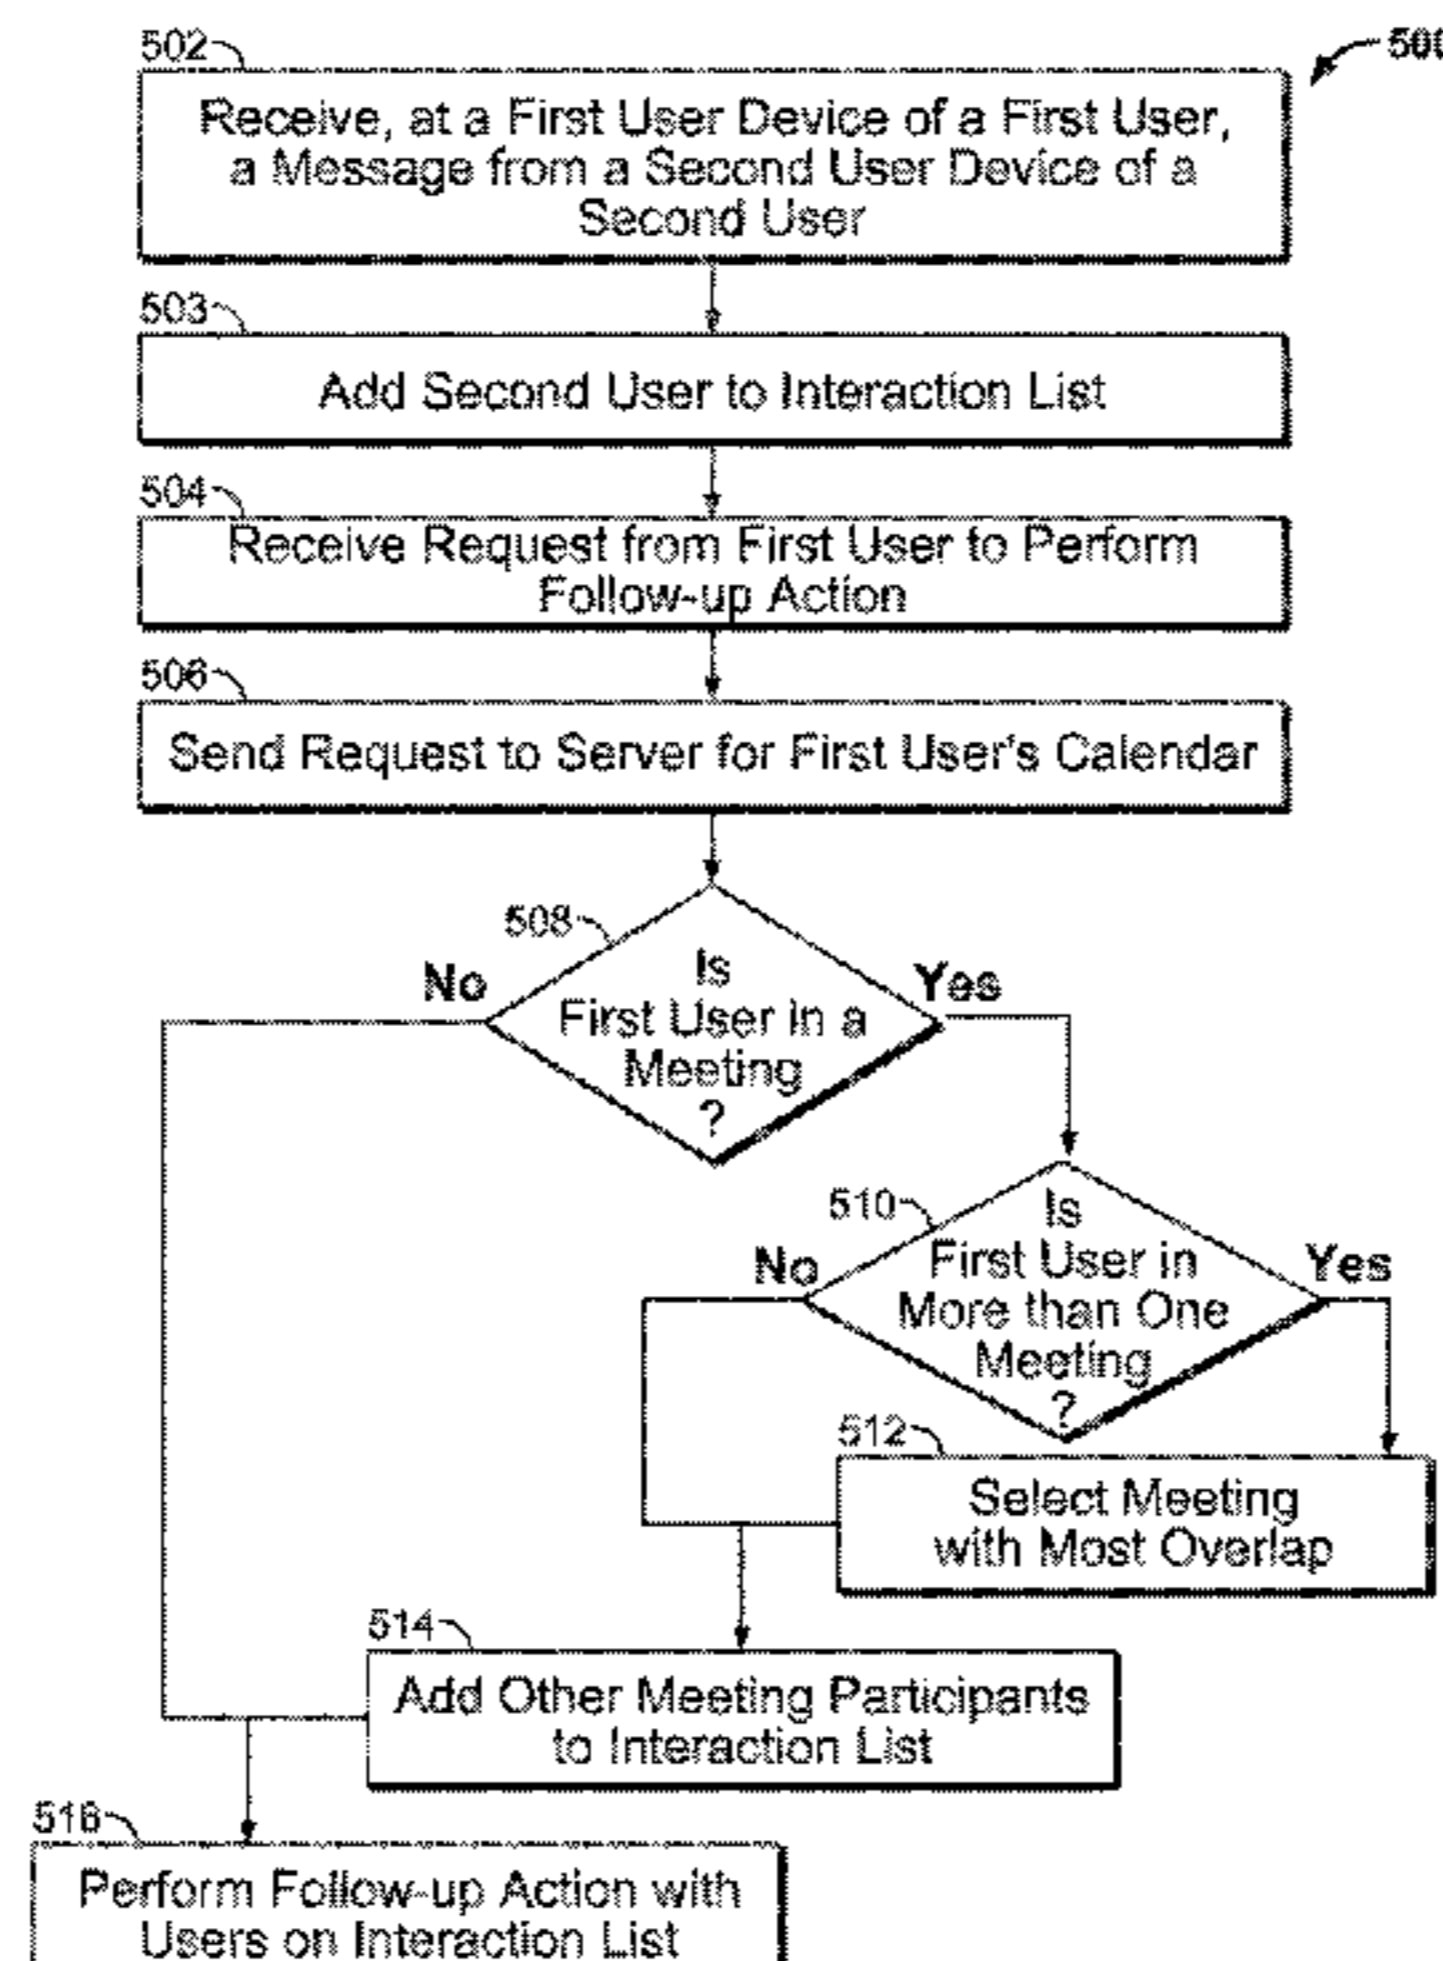 502
500
Receive, at a First User Device of a First User,
a Message from a Second User Device of a
Second User
503
Add Second User to Interaction List
504
Receive Request from First User to Perform
Follow-up Action
506
Send Request to Server for First User's Calendar
508
No
Yes
Is
First User in a
Meeting
?
510
No
Yes
Is
First User in
More than One
Meeting
?
512
Select Meeting
with Most Overlap
514
Add Other Meeting Participants
to Interaction List
516
Perform Follow-up Action with
Users on Interaction List